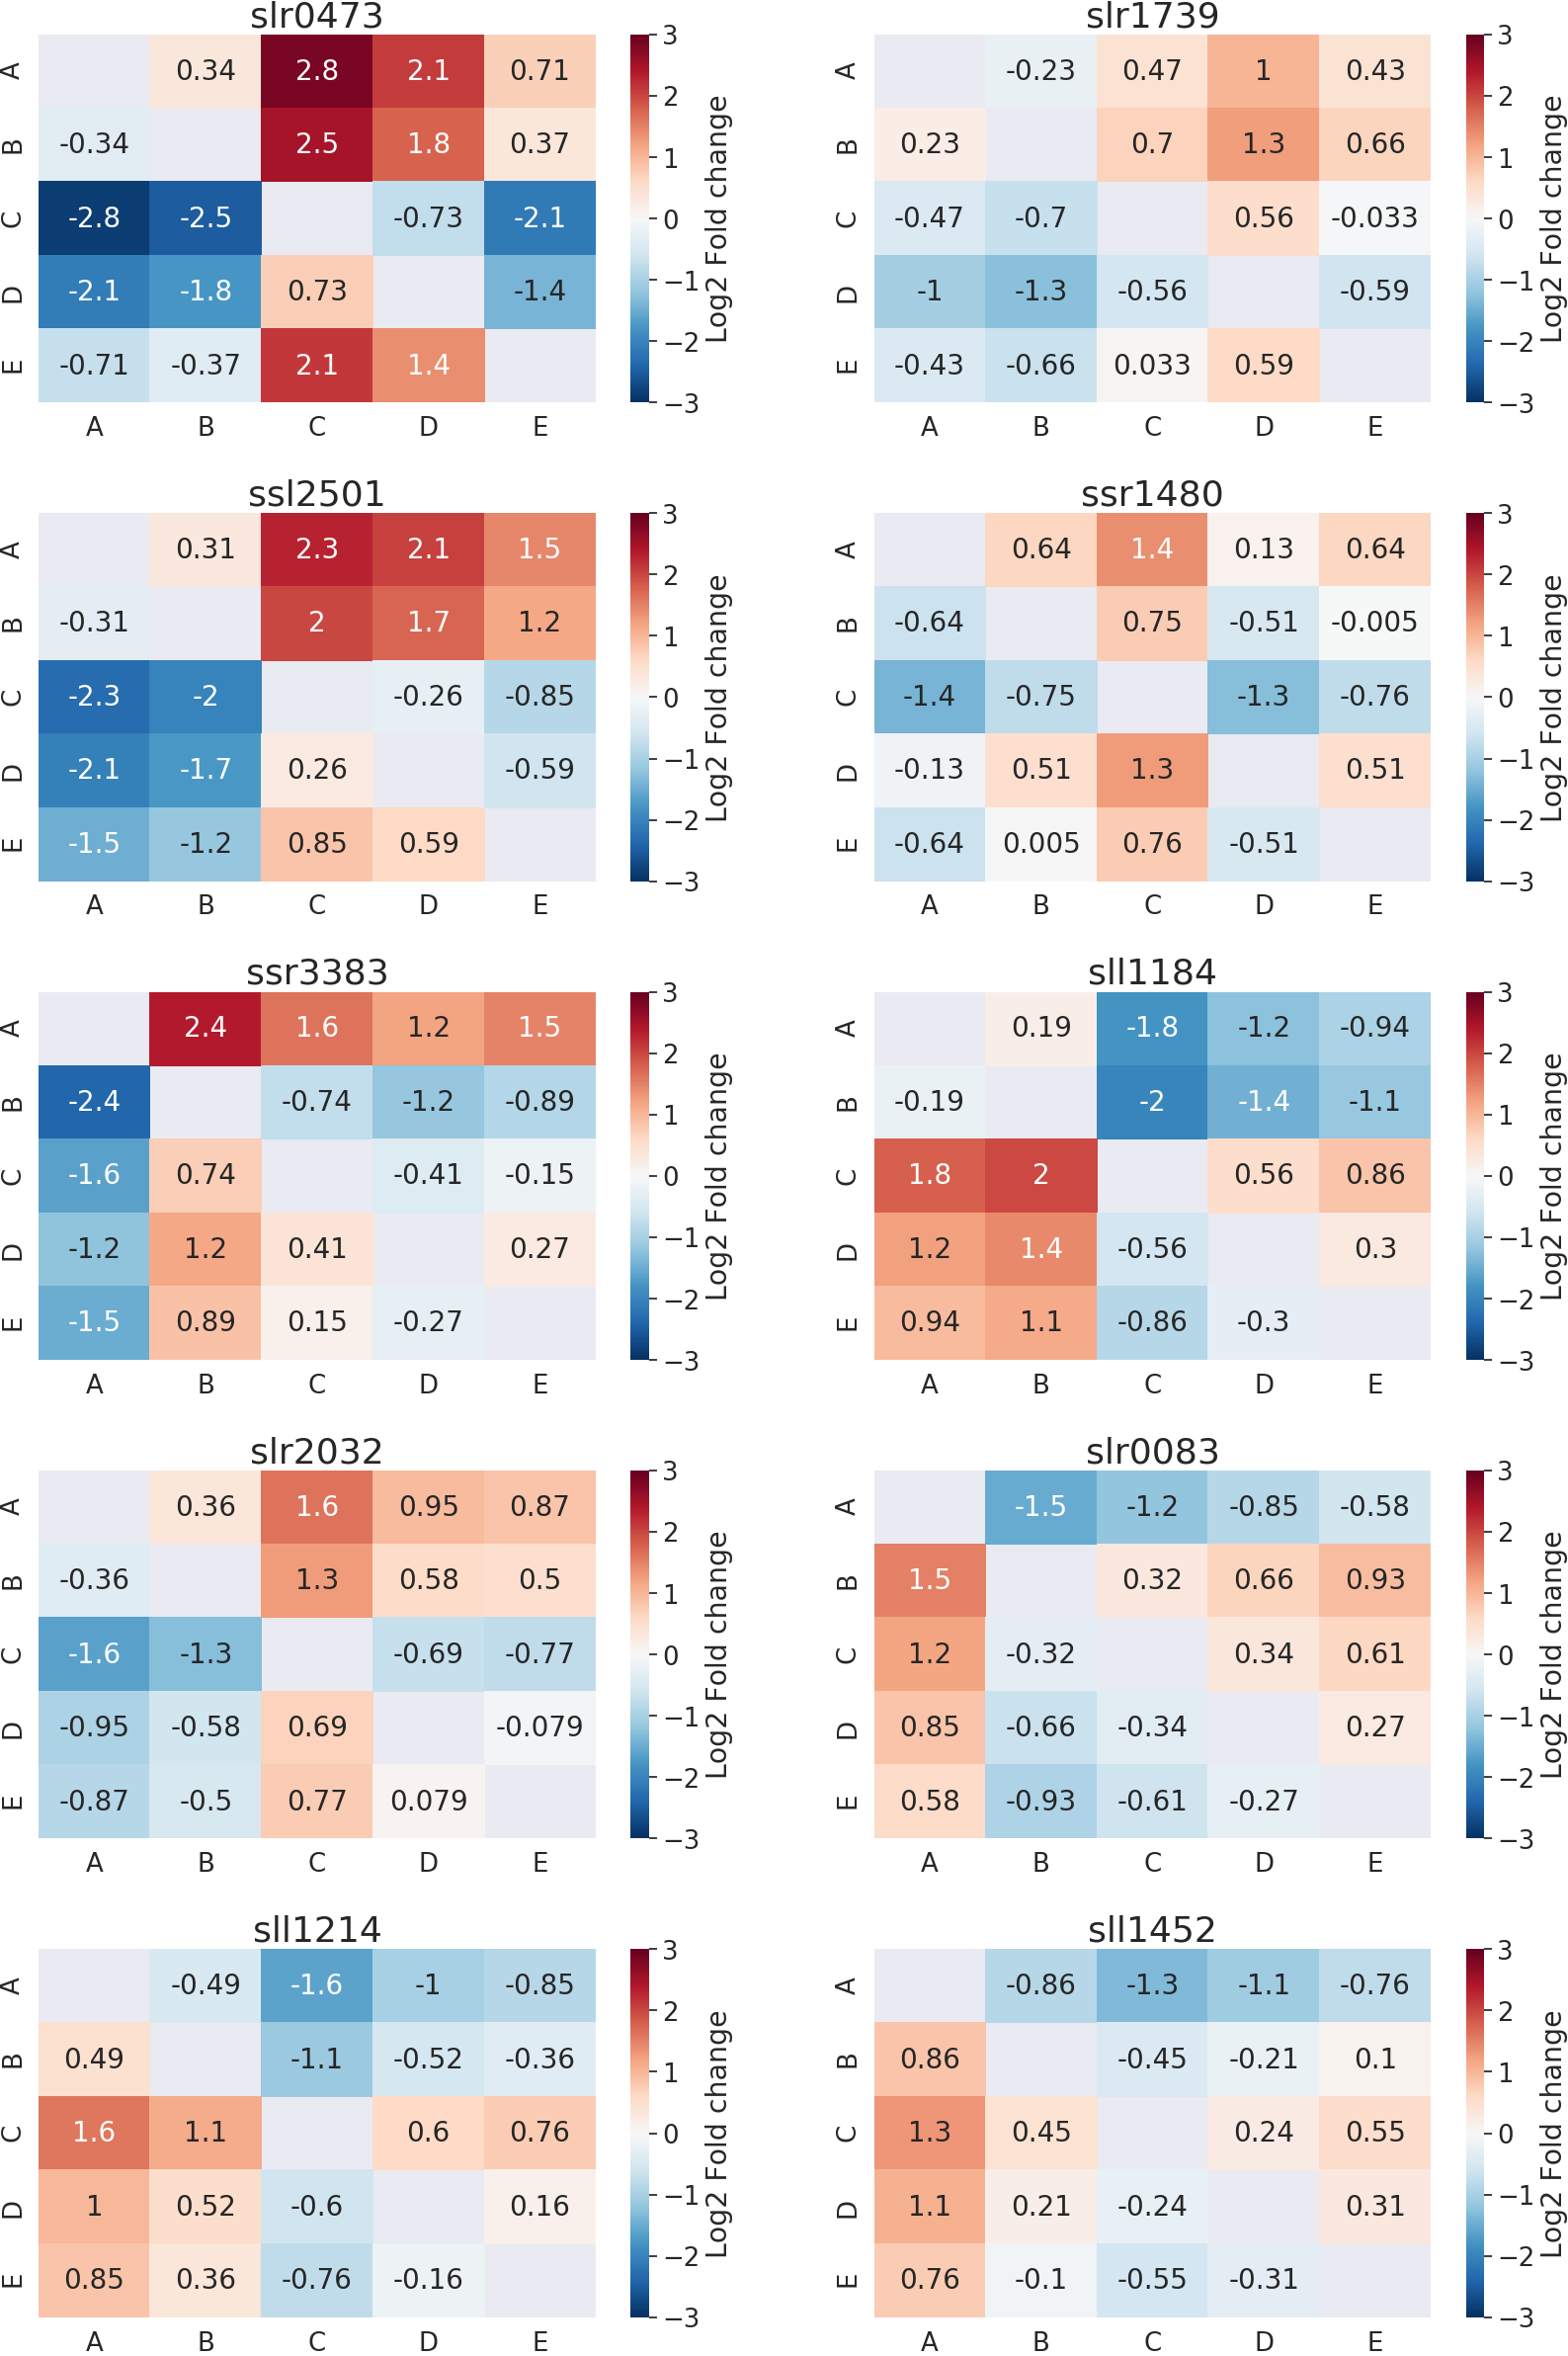 slr0473
A 0.34 2.8 2.1 0.71
B -0.34 2.5 1.8 0.37
C -2.8 -2.5 -0.73 -2.1
D -2.1 -1.8 0.73 -1.4
E -0.71 -0.37 2.1 1.4
A B C D E
3
2
1
0
−1
−2
−3
Log2 Fold change
slr1739
A -0.23 0.47 1 0.43
B 0.23 0.7 1.3 0.66
C -0.47 -0.7 0.56 -0.033
D -1 -1.3 -0.56 -0.59
E -0.43 -0.66 0.033 0.59
A B C D E
3
2
1
0
−1
−2
−3
Log2 Fold change
ssl2501
A 0.31 2.3 2.1 1.5
B -0.31 2 1.7 1.2
C -2.3 -2 -0.26 -0.85
D -2.1 -1.7 0.26 -0.59
E -1.5 -1.2 0.85 0.59
A B C D E
3
2
1
0
−1
−2
−3
Log2 Fold change
ssr1480
A 0.64 1.4 0.13 0.64
B -0.64 0.75 -0.51 -0.005
C -1.4 -0.75 -1.3 -0.76
D -0.13 0.51 1.3 0.51
E -0.64 0.005 0.76 -0.51
A B C D E
3
2
1
0
−1
−2
−3
Log2 Fold change
ssr3383
A 2.4 1.6 1.2 1.5
B -2.4 -0.74 -1.2 -0.89
C -1.6 0.74 -0.41 -0.15
D -1.2 1.2 0.41 0.27
E -1.5 0.89 0.15 -0.27
A B C D E
3
2
1
0
−1
−2
−3
Log2 Fold change
sll1184
A 0.19 -1.8 -1.2 -0.94
B -0.19 -2 -1.4 -1.1
C 1.8 2 0.56 0.86
D 1.2 1.4 -0.56 0.3
E 0.94 1.1 -0.86 -0.3
A B C D E
3
2
1
0
−1
−2
−3
Log2 Fold change
slr2032
A 0.36 1.6 0.95 0.87
B -0.36 1.3 0.58 0.5
C -1.6 -1.3 -0.69 -0.77
D -0.95 -0.58 0.69 -0.079
E -0.87 -0.5 0.77 0.079
A B C D E
3
2
1
0
−1
−2
−3
Log2 Fold change
slr0083
A -1.5 -1.2 -0.85 -0.58
B 1.5 0.32 0.66 0.93
C 1.2 -0.32 0.34 0.61
D 0.85 -0.66 -0.34 0.27
E 0.58 -0.93 -0.61 -0.27
A B C D E
3
2
1
0
−1
−2
−3
Log2 Fold change
sll1214
A -0.49 -1.6 -1 -0.85
B 0.49 -1.1 -0.52 -0.36
C 1.6 1.1 0.6 0.76
D 1 0.52 -0.6 0.16
E 0.85 0.36 -0.76 -0.16
A B C D E
3
2
1
0
−1
−2
−3
Log2 Fold change
sll1452
A -0.86 -1.3 -1.1 -0.76
B 0.86 -0.45 -0.21 0.1
C 1.3 0.45 0.24 0.55
D 1.1 0.21 -0.24 0.31
E 0.76 -0.1 -0.55 -0.31
A B C D E
3
2
1
0
−1
−2
−3
Log2 Fold change